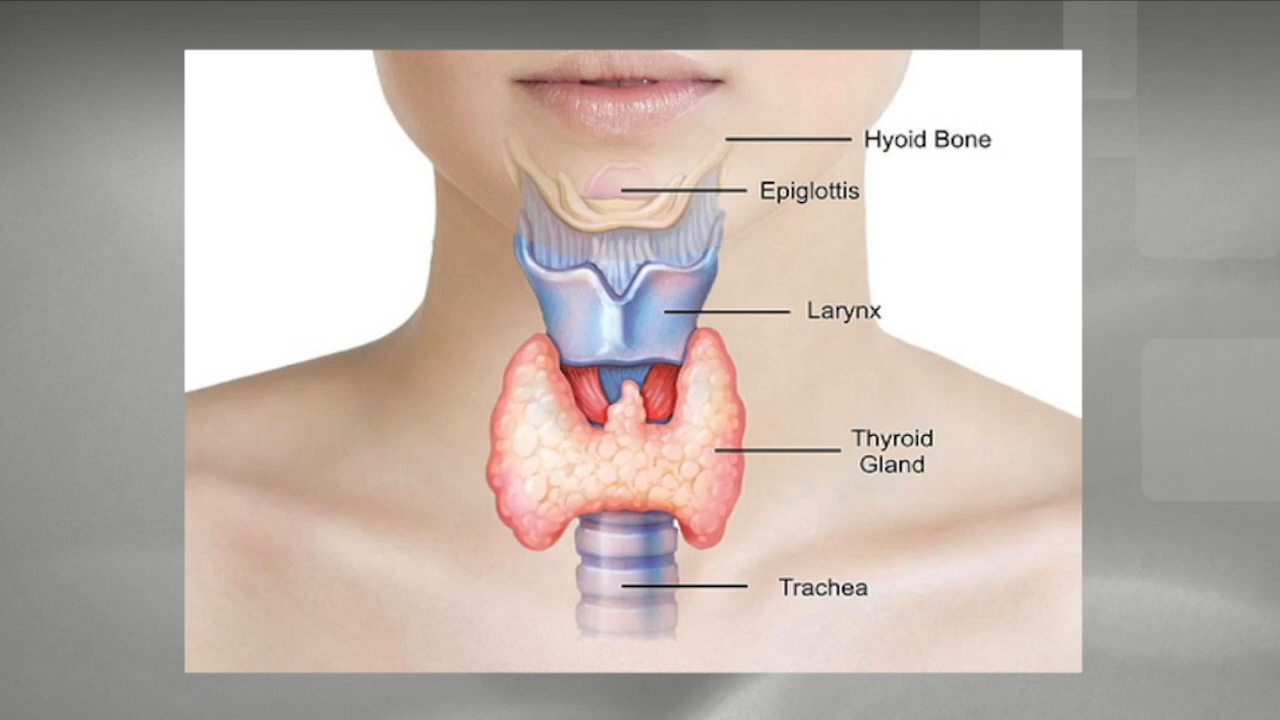 Hyoid Bone
Epiglottis
Larynx
Thyroid
Gland
Trachea